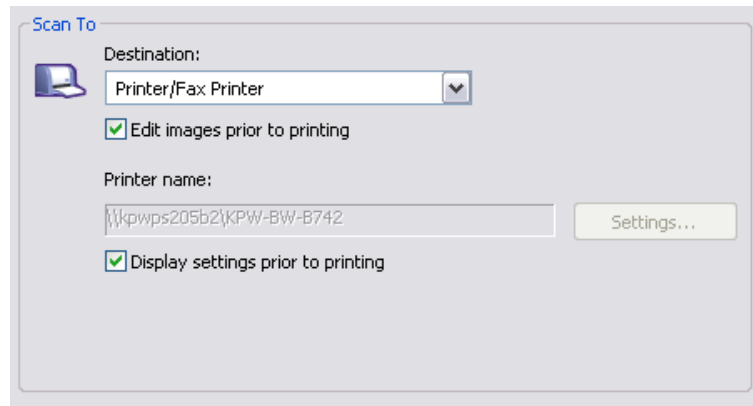 Scan To
Destination:
Printer/Fax Printer
Edit images prior to printing
Printer name:
\\kpwps205b2\KPW-BW-B742
Settings...
Display settings prior to printing